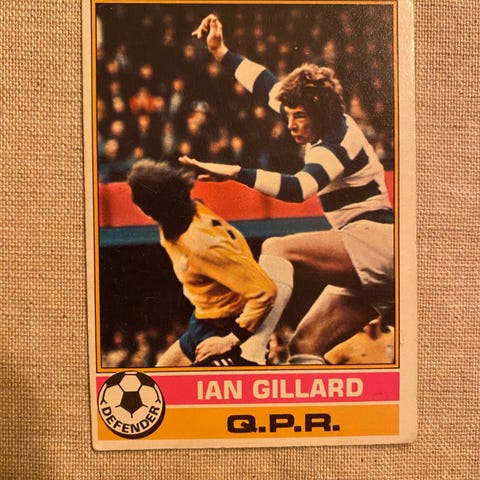 IAN GILLARD
DEFENDER
Q.P.R.